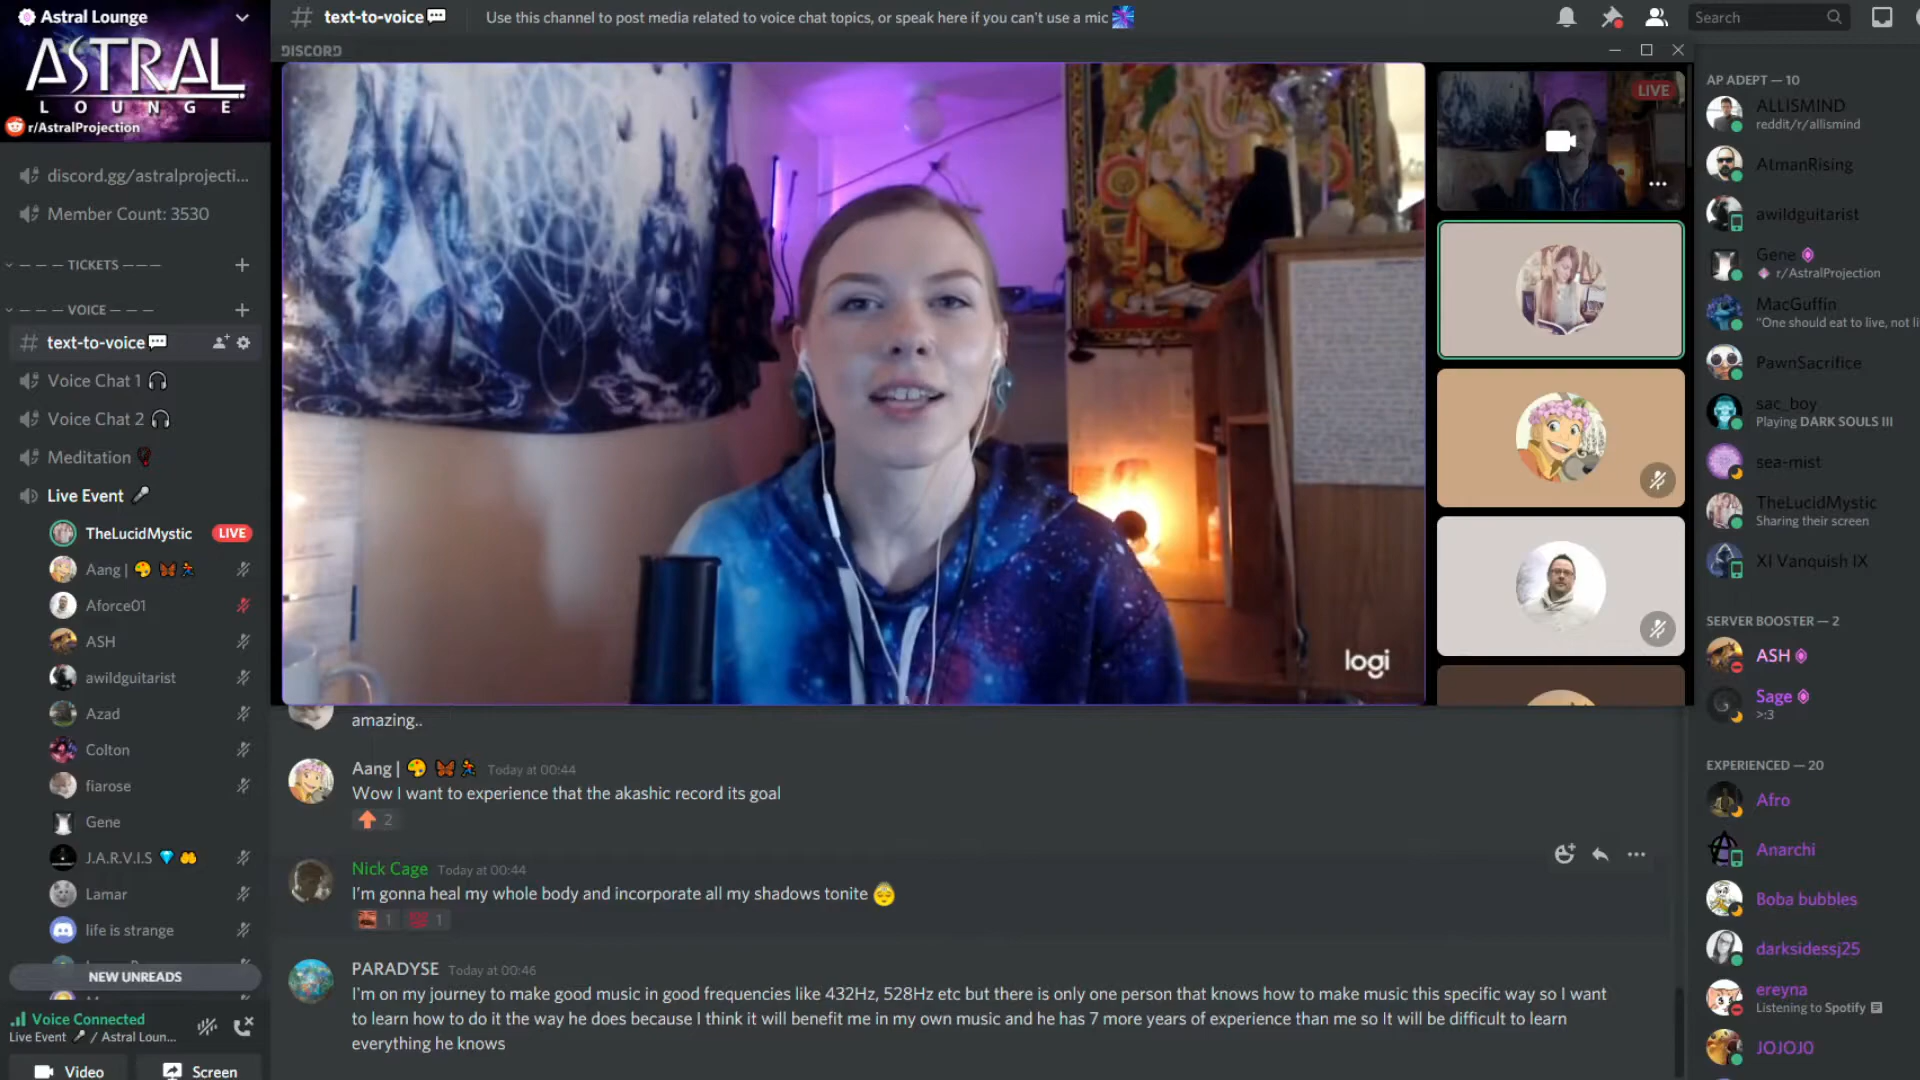 Astral Lounge
ASTRAL
LOUNGE
r/AstralProjection
discord.gg/astralprojecti...
Member Count: 3530
TICKETS
VOICE
text-to-voice
Voice Chat 1
Voice Chat 2
Meditation
Live Event
TheLucidMystic LIVE
Aang |
Aforce01
ASH
awildguitarist
Azad
Colton
fiarose
Gene
J.A.R.V.I.S
Lamar
life is strange
NEW UNREADS
Voice Connected
Live Event / Astral Loun...
Video
Screen
text-to-voice
Use this channel to post media related to voice chat topics, or speak here if you can't use a mic
Search
DISCORD
LIVE
logi
amazing..
Aang | Today at 00:44
Wow I want to experience that the akashic record its goal
2
Nick Cage Today at 00:44
I'm gonna heal my whole body and incorporate all my shadows tonite
1 1
PARADYSE Today at 00:46
I'm on my journey to make good music in good frequencies like 432Hz, 528Hz etc but there is only one person that knows how to make music this specific way so I want
to learn how to do it the way he does because I think it will benefit me in my own music and he has 7 more years of experience than me so It will be difficult to learn
everything he knows
AP ADEPT — 10
ALLISMIND
reddit/r/allismind
AtmanRising
awildguitarist
Gene
r/AstralProjection
MacGuffin
"One should eat to live, not li
PawnSacrifice
sac_boy
Playing DARK SOULS III
sea-mist
TheLucidMystic
Sharing their screen
XI Vanquish IX
SERVER BOOSTER — 2
ASH
Sage
>:3
EXPERIENCED — 20
Afro
Anarchi
Boba bubbles
darksidessj25
ereyna
Listening to Spotify
JOJOJ0